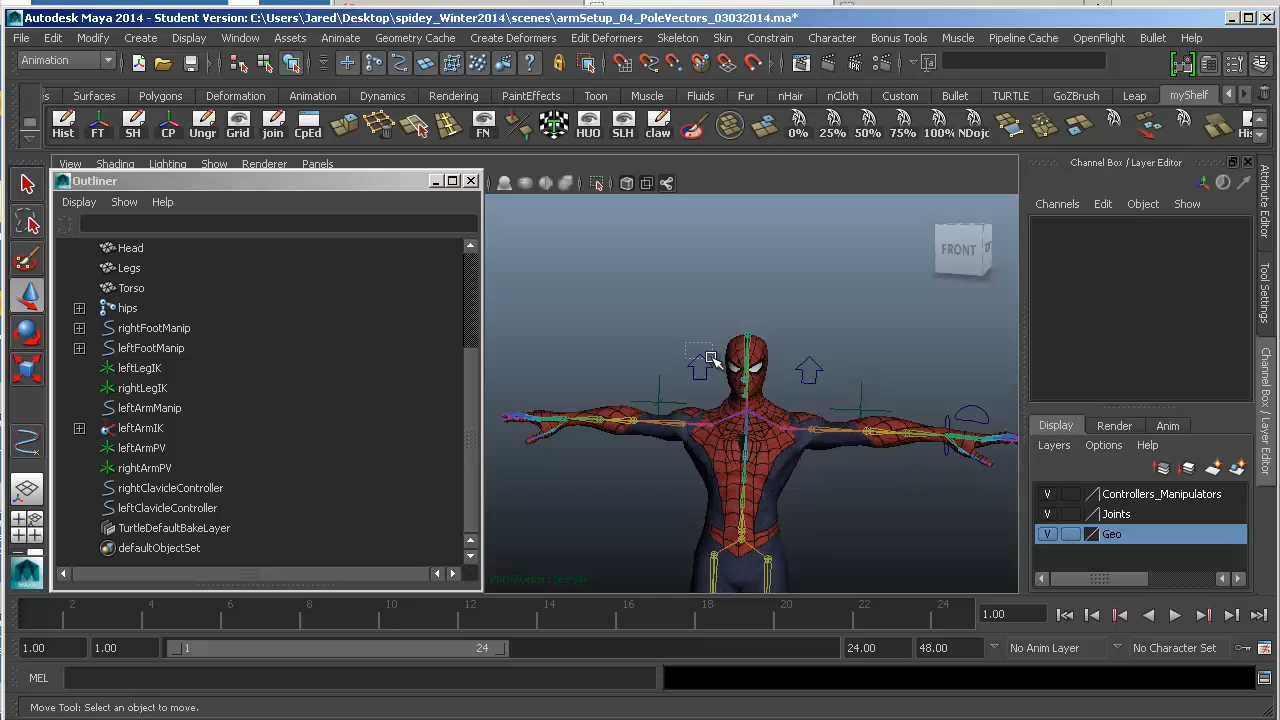 Autodesk Maya 2014 - Student Version: C:\Users\Jared\Desktop\spidey_Winter2014\scenes\armSetup_04_PoleVectors_03032014.ma*
File Edit Modify Create Display Window Assets Animate Geometry Cache Create Deformers Edit Deformers Skeleton Skin Constrain Character Bonus Tools Muscle Pipeline Cache OpenFlight Bullet Help
Animation
Surfaces Polygons Deformation Animation Dynamics Rendering PaintEffects Toon Muscle Fluids Fur nHair nCloth Custom Bullet TURTLE GoZBrush Leap myShelf
Hist FT SH CP Ungr Grid join CpEd FN HUO SLH claw 0% 25% 50% 75% 100% NDojc His
View Shading Lighting Show Renderer Panels
Channel Box / Layer Editor
Outliner
Display Show Help
Channels Edit Object Show
Head
Legs
Torso
hips
rightFootManip
leftFootManip
leftLegIK
rightLegIK
leftArmManip
leftArmIK
leftArmPV
rightArmPV
rightClavicleController
leftClavicleController
TurtleDefaultBakeLayer
defaultObjectSet
FRONT
Display Render Anim
Layers Options Help
V Controllers_Manipulators
V Joints
V Geo
Attribute Editor
Tool Settings
Channel Box / Layer Editor
MAYA
2 4 6 8 10 12 14 16 18 20 22 24
1.00
1.00 1.00 1 24 24.00 48.00 No Anim Layer No Character Set
MEL
Move Tool: Select an object to move.